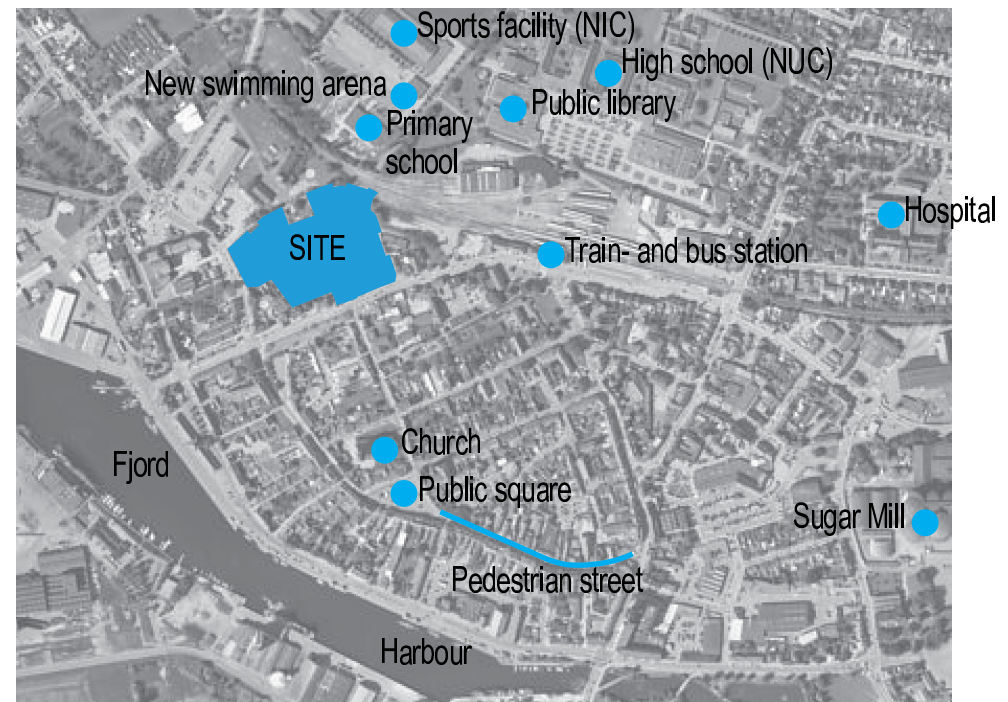 Sports facility (NIC)
High school (NUC)
New swimming arena
Public library
Primary
school
Hospital
SITE
Train- and bus station
Church
Fjord
Public square
Sugar Mill
Pedestrian street
Harbour